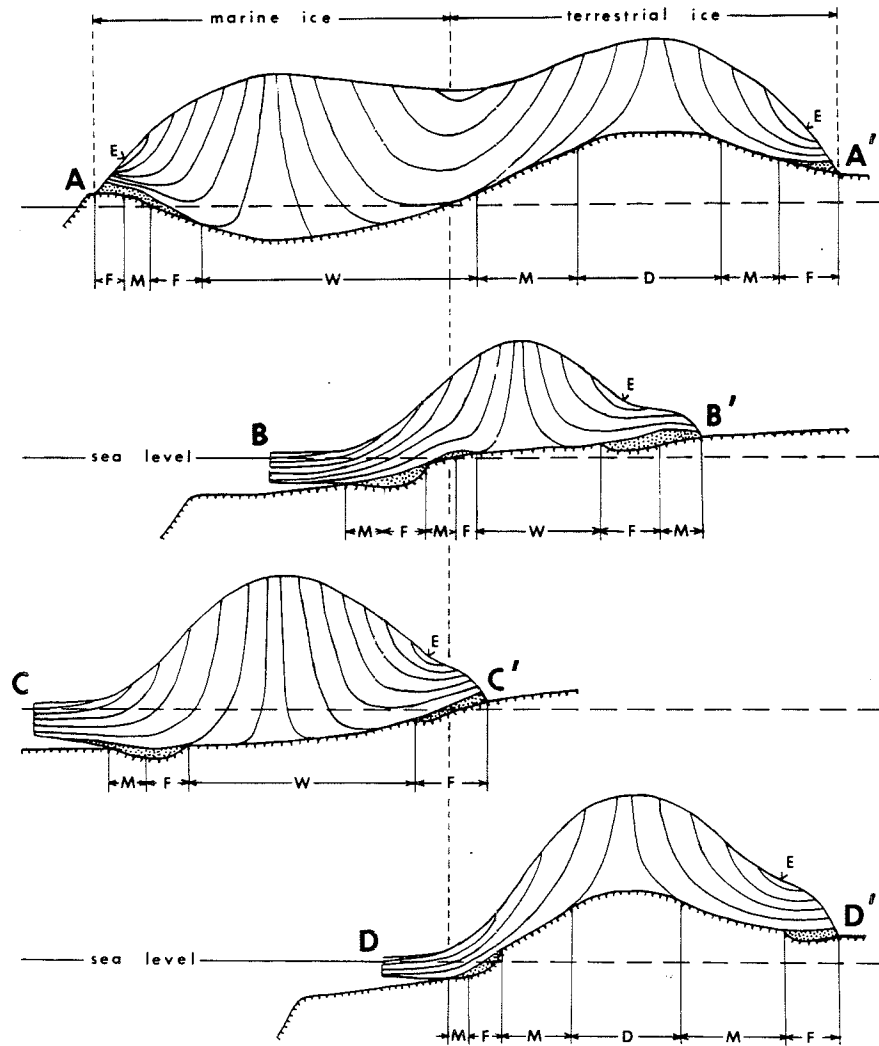 marine ice terrestrial ice
E E
A A'
F M F W M D M F
E
B B'
sea level
M F M F W F M
E
C C'
M F W F
E
D D'
sea level
M F M D M F